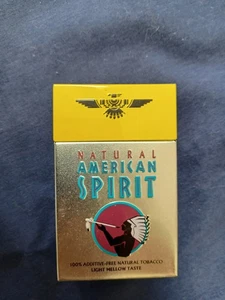 NATURAL
AMERICAN
SPIRIT
100% ADDITIVE-FREE NATURAL TOBACCO
LIGHT MELLOW TASTE